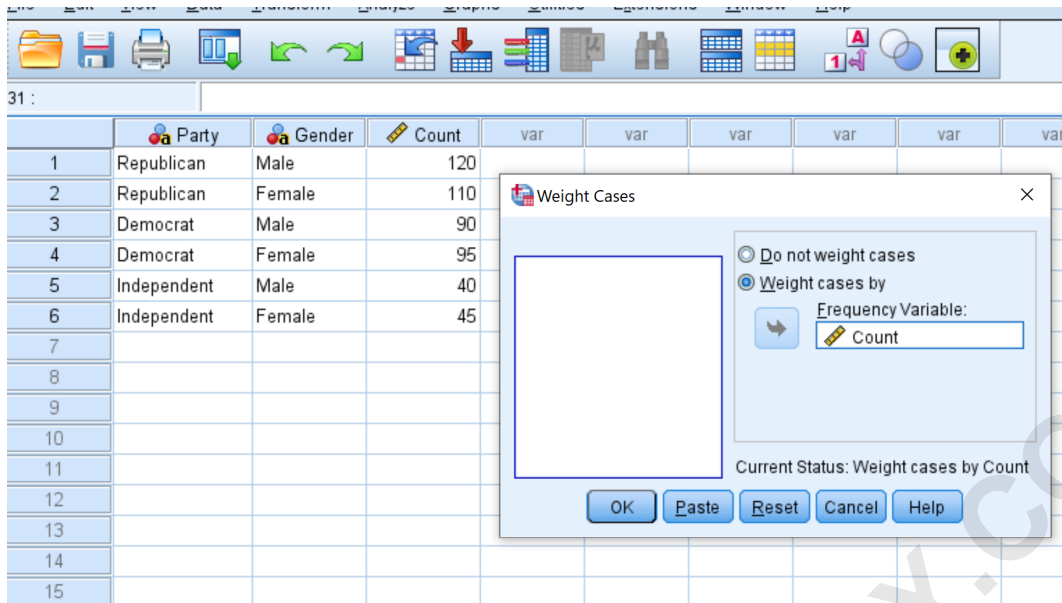 31 :
Party Gender Count var var var var var
1 Republican Male 120
2 Republican Female 110
3 Democrat Male 90
4 Democrat Female 95
5 Independent Male 40
6 Independent Female 45
7
8
9
10
11
12
13
14
15
Weight Cases
Do not weight cases
Weight cases by
Frequency Variable:
Count
Current Status: Weight cases by Count
OK Paste Reset Cancel Help